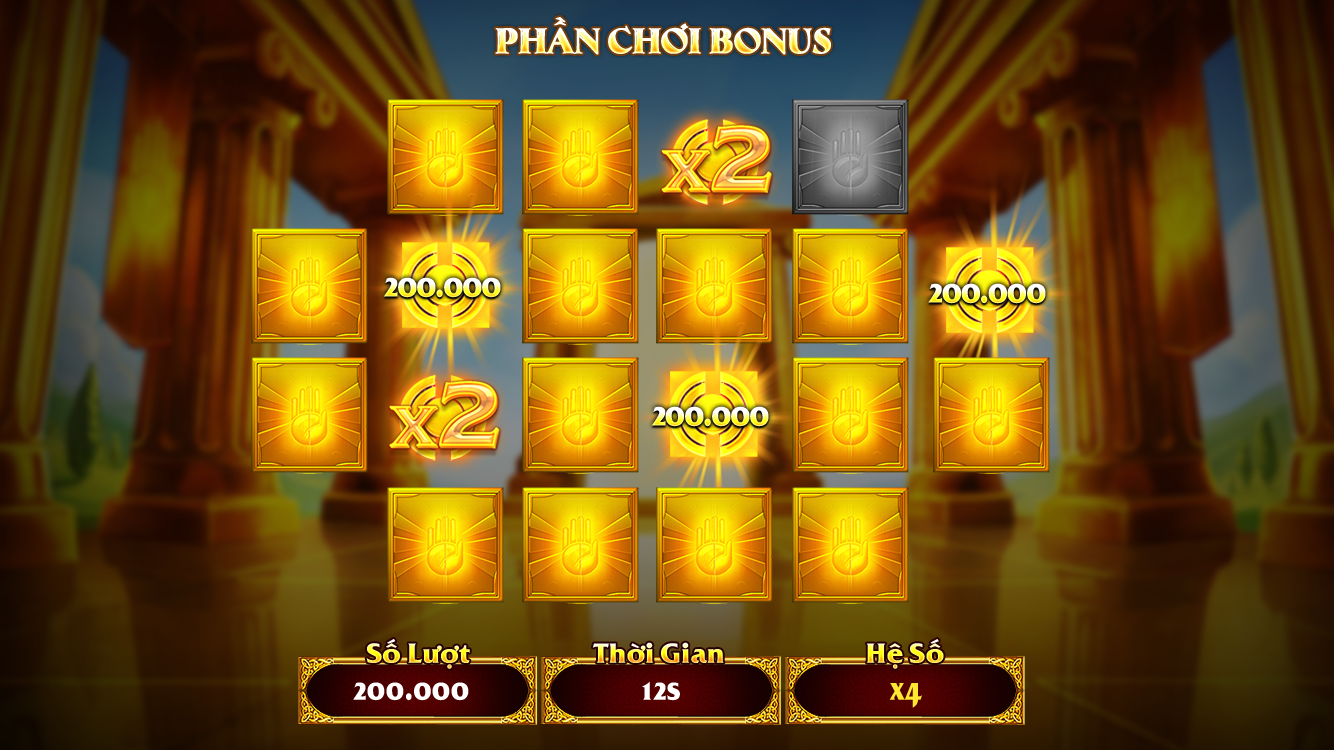 PHẦN CHƠI BONUS
x2
200.000
200.000
x2
200.000
Số Lượt
Thời Gian
Hệ Số
200.000
12S
X4